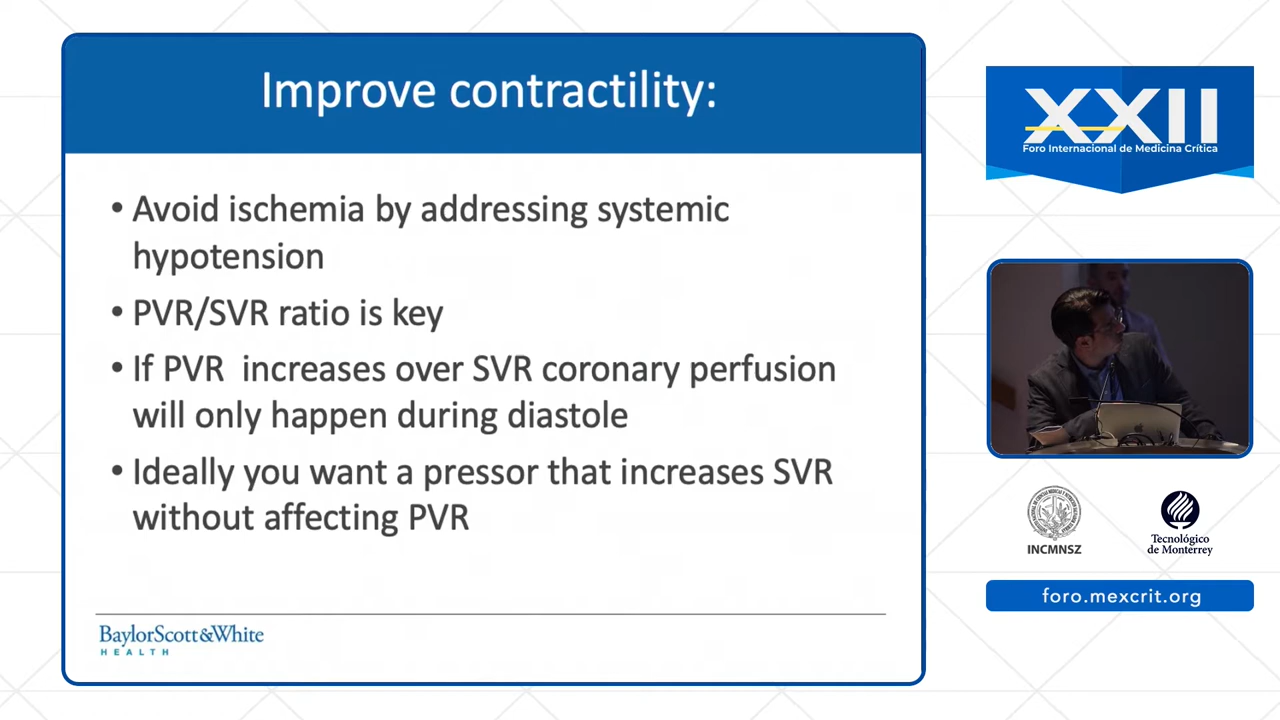 Improve contractility:
• Avoid ischemia by addressing systemic
hypotension
• PVR/SVR ratio is key
• If PVR  increases over SVR coronary perfusion
will only happen during diastole
• Ideally you want a pressor that increases SVR
without affecting PVR
BaylorScott&White
HEALTH
XXII
Foro Internacional de Medicina Crítica
INCMNSZ
Tecnológico
de Monterrey
foro.mexcrit.org